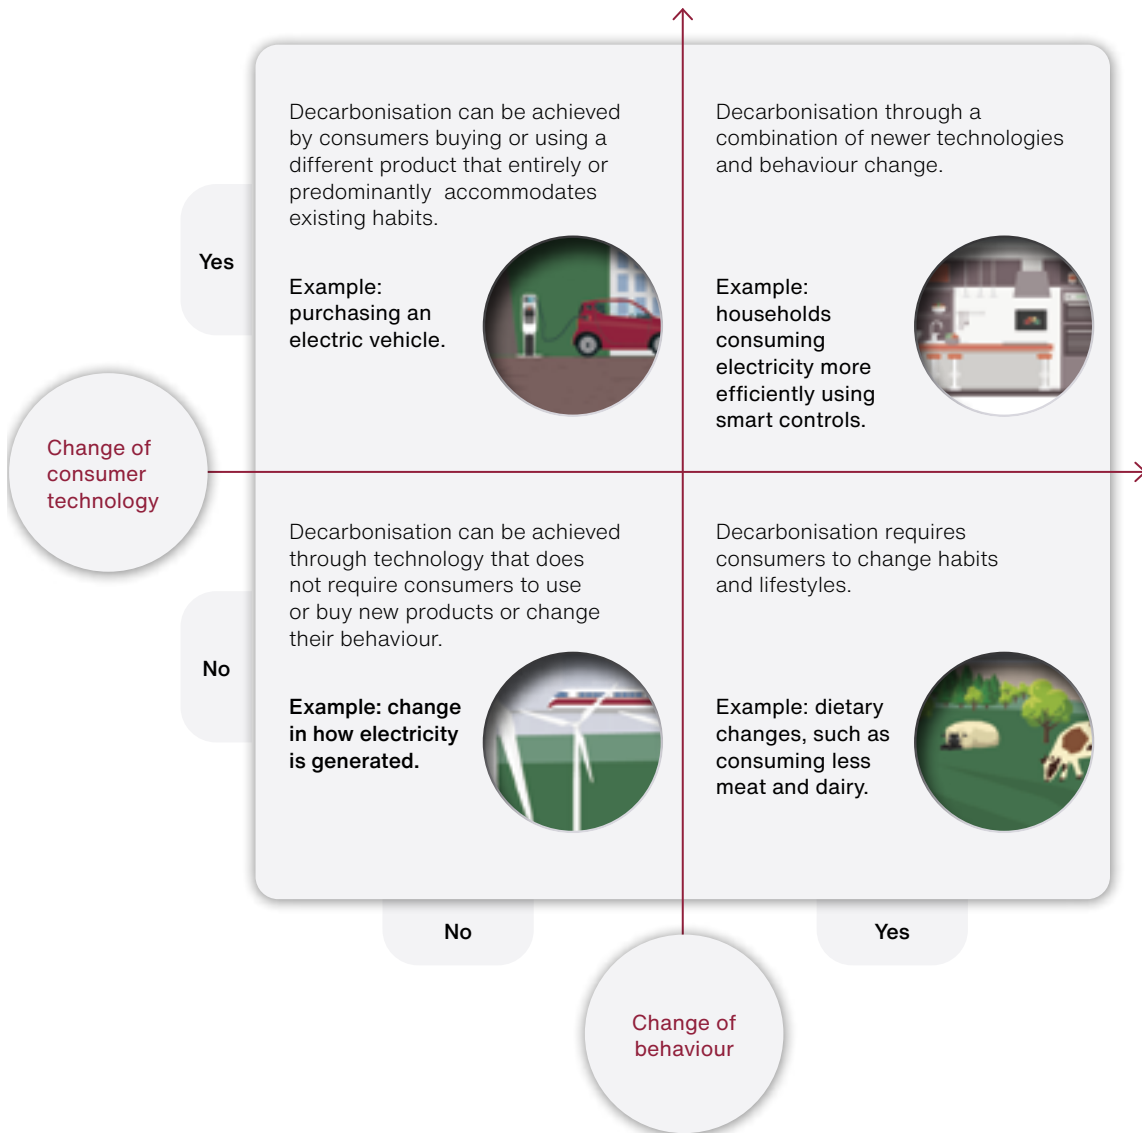 Decarbonisation can be achieved
by consumers buying or using a
different product that entirely or
predominantly accommodates
existing habits.
Example:
purchasing an
electric vehicle.
Decarbonisation through a
combination of newer technologies
and behaviour change.
Example:
households
consuming
electricity more
efficiently using
smart controls.
Yes
Change of
consumer
technology
Decarbonisation can be achieved
through technology that does
not require consumers to use
or buy new products or change
their behaviour.
Example: change
in how electricity
is generated.
Decarbonisation requires
consumers to change habits
and lifestyles.
Example: dietary
changes, such as
consuming less
meat and dairy.
No
No
Yes
Change of
behaviour